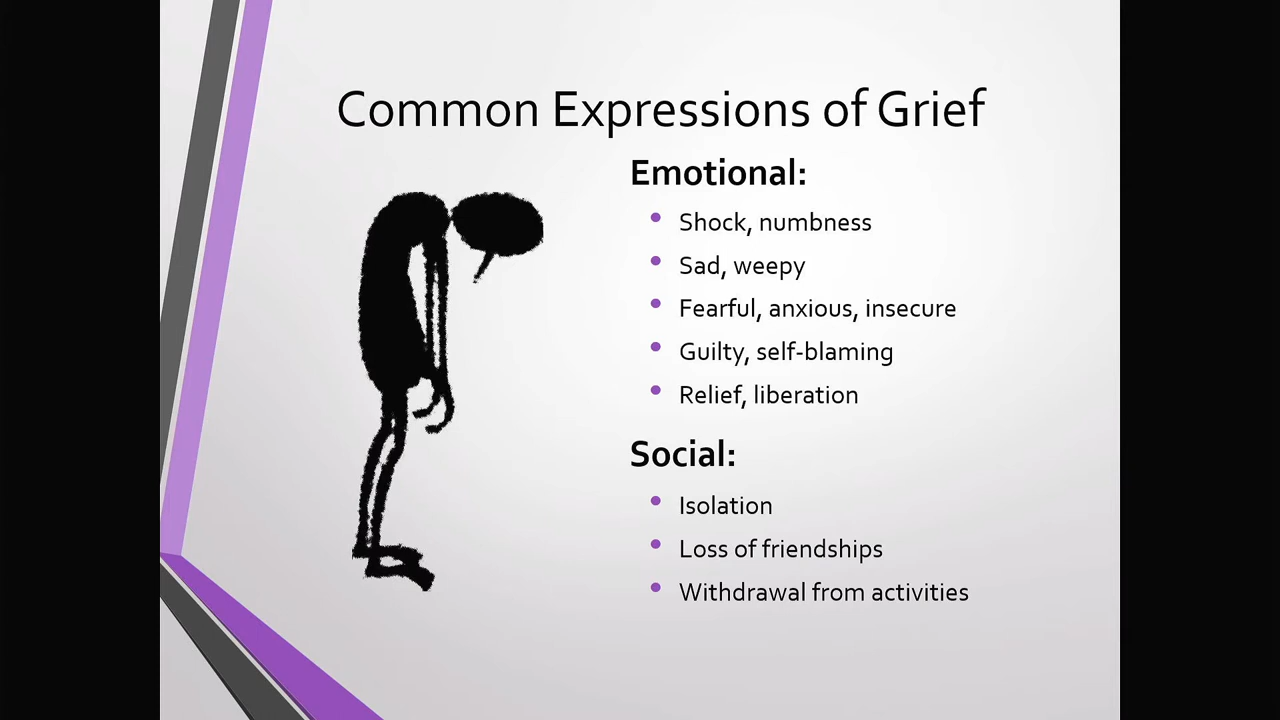 Common Expressions of Grief
Emotional:
Shock, numbness
Sad, weepy
Fearful, anxious, insecure
Guilty, self-blaming
Relief, liberation
Social:
Isolation
Loss of friendships
Withdrawal from activities